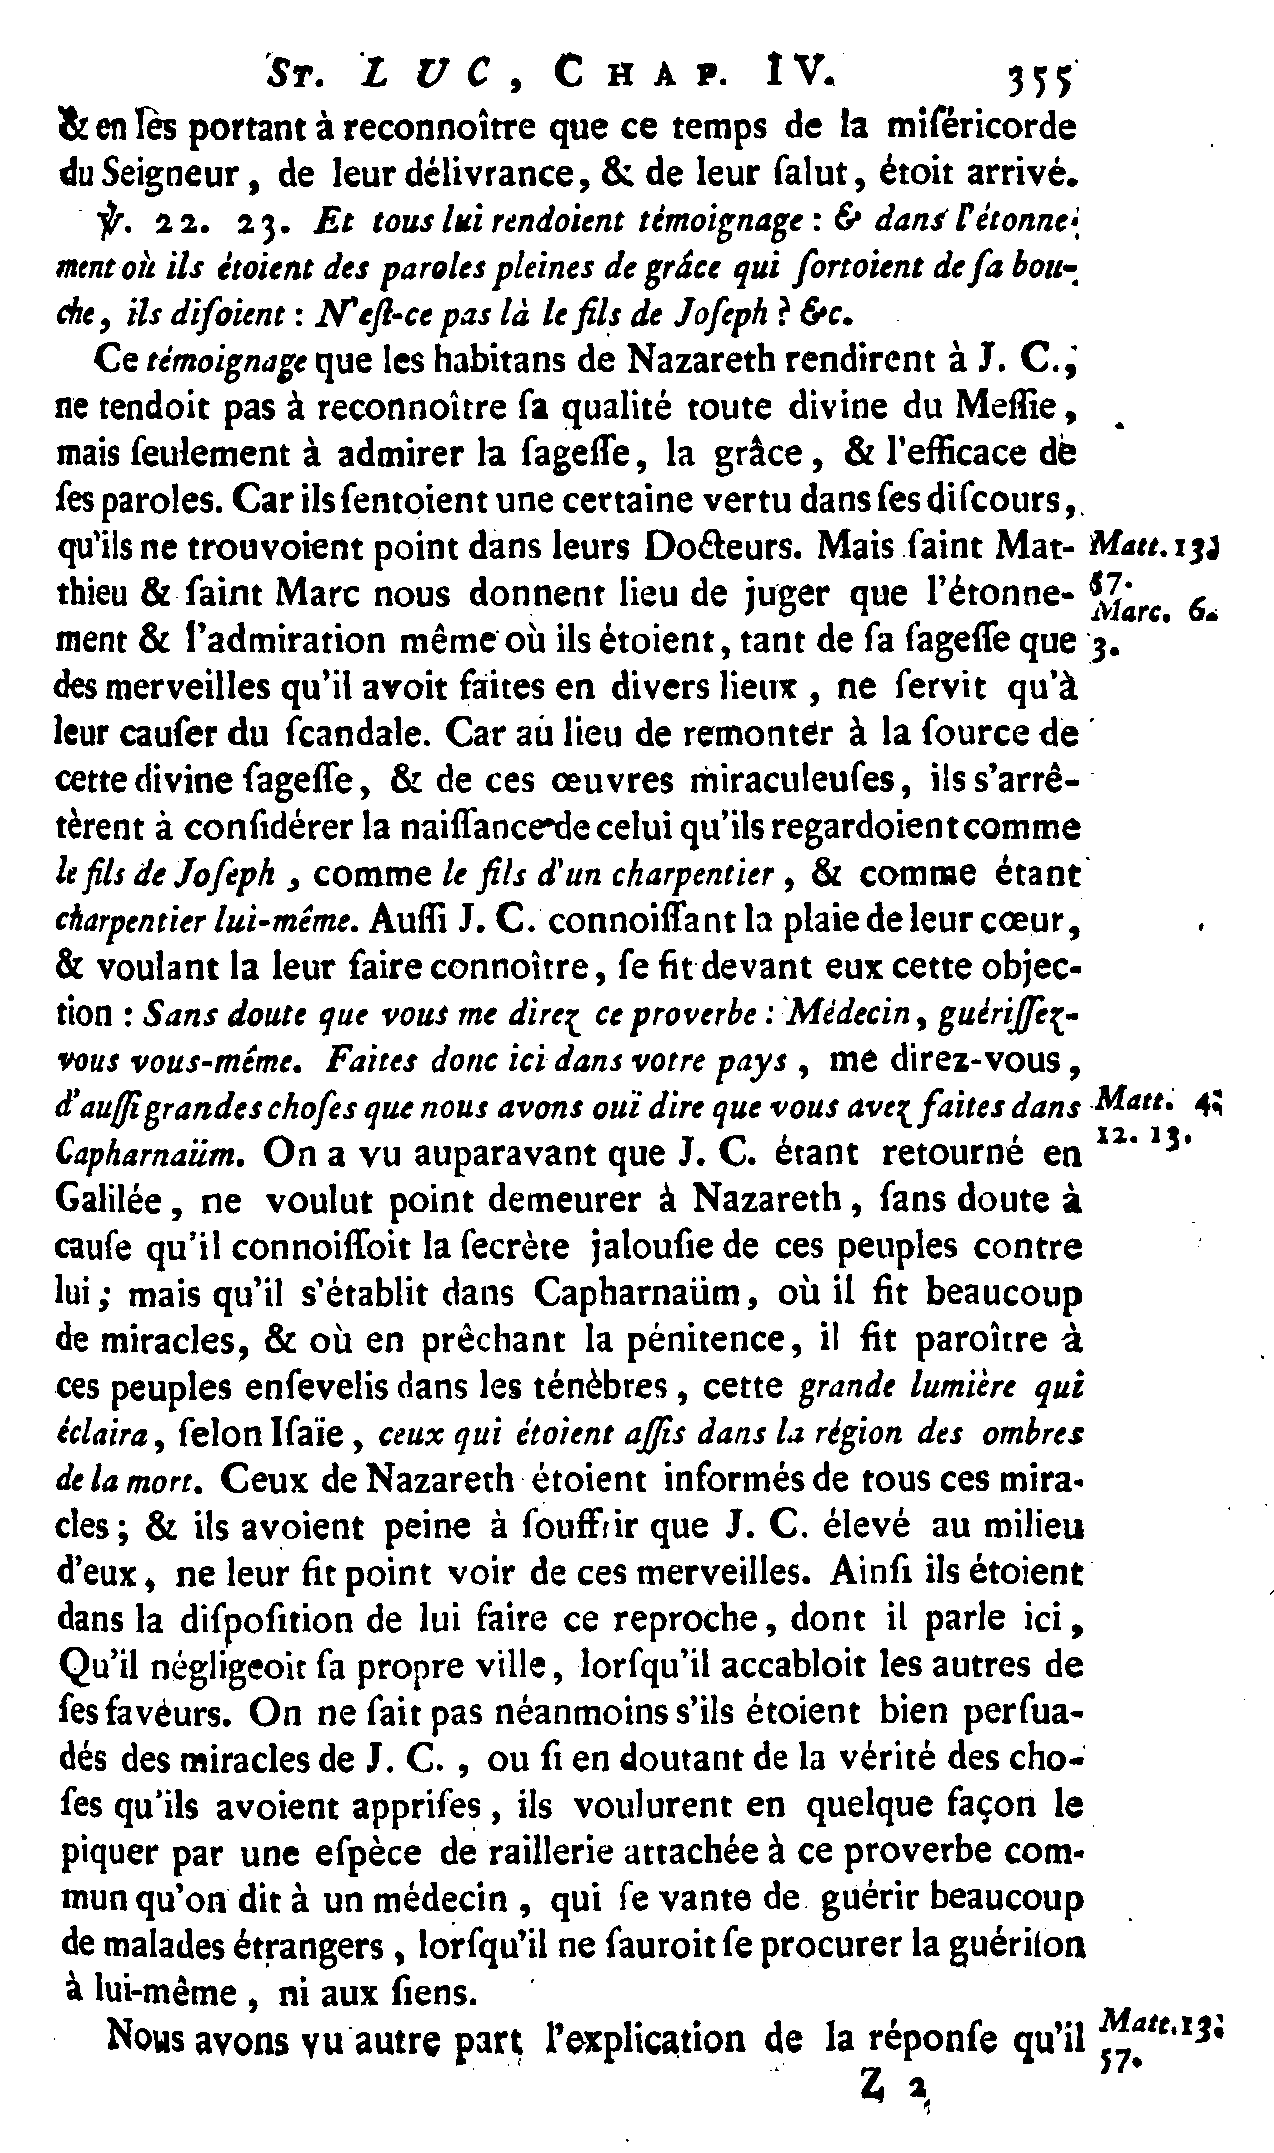 St. LUC, CHAP. IV. 355
& en les portant à reconnoître que ce temps de la miſéricorde
du Seigneur, de leur délivrance, & de leur ſalut, étoit arrivé.
℣. 22. 23. Et tous lui rendoient témoignage : & dans l'étonne-
ment où ils étoient des paroles pleines de grâce qui ſortoient de ſa bou-
che, ils diſoient : N'eſt-ce pas là le fils de Joſeph ? &c.
Ce témoignage que les habitans de Nazareth rendirent à J. C.,
ne tendoit pas à reconnoître ſa qualité toute divine du Meſſie,
mais ſeulement à admirer la ſageſſe, la grâce, & l'efficace de
ſes paroles. Car ils ſentoient une certaine vertu dans ſes diſcours,
qu'ils ne trouvoient point dans leurs Docteurs. Mais ſaint Mat- Matt. 13.
thieu & ſaint Marc nous donnent lieu de juger que l'étonne- 57.
Marc. 6.
ment & l'admiration même où ils étoient, tant de ſa ſageſſe que 3.
des merveilles qu'il avoit faites en divers lieux, ne ſervit qu'à
leur cauſer du ſcandale. Car au lieu de remonter à la ſource de
cette divine ſageſſe, & de ces œuvres miraculeuſes, ils s'arrê-
tèrent à conſidérer la naiſſance de celui qu'ils regardoient comme
le fils de Joſeph, comme le fils d'un charpentier, & comme étant
charpentier lui-même. Auſſi J. C. connoiſſant la plaie de leur cœur,
& voulant la leur faire connoître, ſe fit devant eux cette objec-
tion : Sans doute que vous me direz ce proverbe : Médecin, guériſſez-
vous vous-même. Faites donc ici dans votre pays, me direz-vous,
d'auſſi grandes choſes que nous avons ouï dire que vous avez faites dans Matt. 4.
Capharnaüm. On a vu auparavant que J. C. étant retourné en 12. 13.
Galilée, ne voulut point demeurer à Nazareth, ſans doute à
cauſe qu'il connoiſſoit la ſecrète jalouſie de ces peuples contre
lui ; mais qu'il s'établit dans Capharnaüm, où il fit beaucoup
de miracles, & où en prêchant la pénitence, il fit paroître à
ces peuples enſevelis dans les ténèbres, cette grande lumière qui
éclaira, ſelon Iſaïe, ceux qui étoient aſſis dans la région des ombres
de la mort. Ceux de Nazareth étoient informés de tous ces mira-
cles ; & ils avoient peine à ſouffrir que J. C. élevé au milieu
d'eux, ne leur fit point voir de ces merveilles. Ainſi ils étoient
dans la diſpoſition de lui faire ce reproche, dont il parle ici,
Qu'il négligeoit ſa propre ville, lorſqu'il accabloit les autres de
ſes faveurs. On ne ſait pas néanmoins s'ils étoient bien perſua-
dés des miracles de J. C., ou ſi en doutant de la vérité des cho-
ſes qu'ils avoient appriſes, ils voulurent en quelque façon le
piquer par une eſpèce de raillerie attachée à ce proverbe com-
mun qu'on dit à un médecin, qui ſe vante de guérir beaucoup
de malades étrangers, lorſqu'il ne ſauroit ſe procurer la guériſon
à lui-même, ni aux ſiens.
Nous avons vu autre part l'explication de la réponſe qu'il Matt. 13.
57.
Z 2